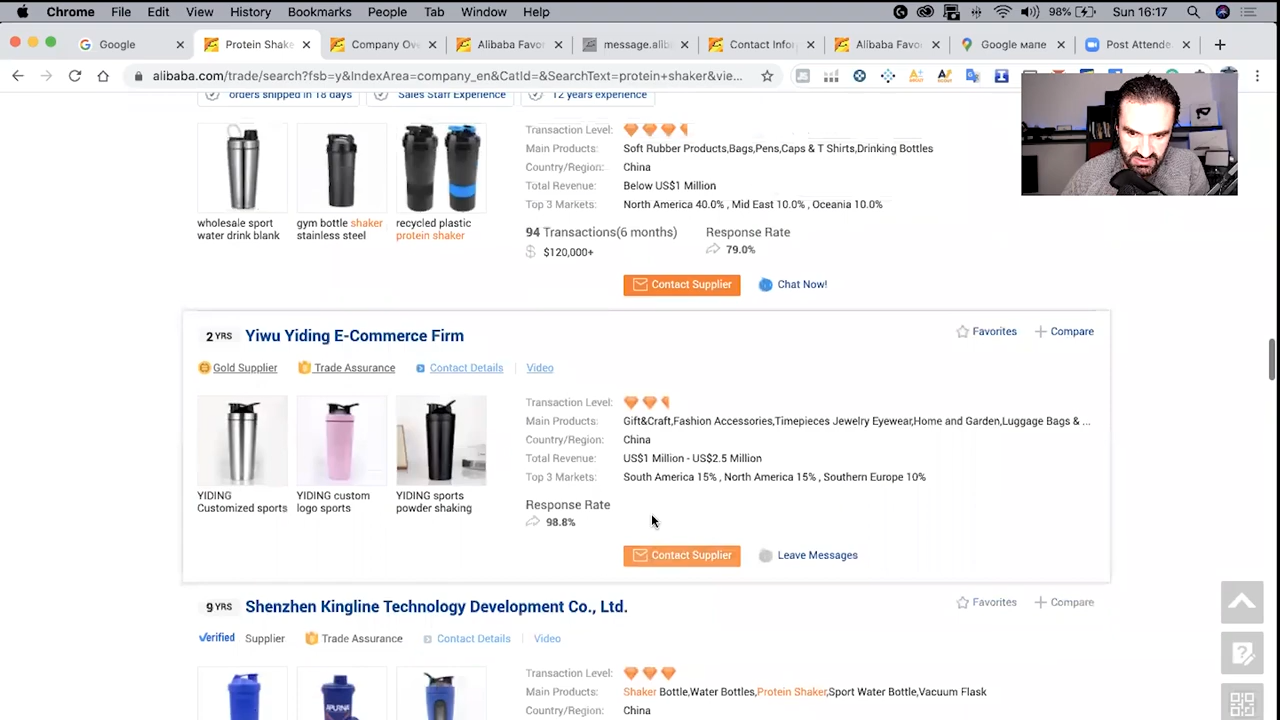 Chrome File Edit View History Bookmarks People Tab Window Help 98% Sun 16:17
Google Protein Shake Company Ov Alibaba Favo message.alib Contact Info Alibaba Favo Google мапе Post Attende
alibaba.com/trade/search?fsb=y&IndexArea=company_en&CatId=&SearchText=protein+shaker&vie...
orders shipped in 18 days Sales Staff Experience 12 years experience
Transaction Level:
Main Products: Soft Rubber Products,Bags,Pens,Caps & T Shirts,Drinking Bottles
Country/Region: China
Total Revenue: Below US$1 Million
Top 3 Markets: North America 40.0% , Mid East 10.0% , Oceania 10.0%
wholesale sport water drink blank
gym bottle shaker stainless steel
recycled plastic protein shaker
94 Transactions(6 months) Response Rate
$120,000+ 79.0%
Contact Supplier Chat Now!
2 YRS Yiwu Yiding E-Commerce Firm Favorites Compare
Gold Supplier Trade Assurance Contact Details Video
Transaction Level:
Main Products: Gift&Craft,Fashion Accessories,Timepieces Jewelry Eyewear,Home and Garden,Luggage Bags & ...
Country/Region: China
Total Revenue: US$1 Million - US$2.5 Million
Top 3 Markets: South America 15% , North America 15% , Southern Europe 10%
YIDING Customized sports
YIDING custom logo sports
YIDING sports powder shaking
Response Rate
98.8%
Contact Supplier Leave Messages
9 YRS Shenzhen Kingline Technology Development Co., Ltd. Favorites Compare
Verified Supplier Trade Assurance Contact Details Video
Transaction Level:
Main Products: Shaker Bottle,Water Bottles,Protein Shaker,Sport Water Bottle,Vacuum Flask
Country/Region: China